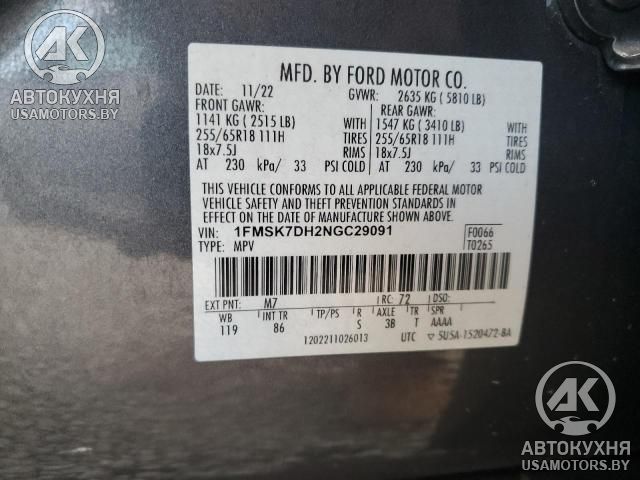 АК
АВТОКУХНЯ
USAMOTORS.BY
MFD. BY FORD MOTOR CO.
DATE: 11/22 GVWR: 2635 KG ( 5810 LB)
FRONT GAWR: REAR GAWR:
1141 KG ( 2515 LB) WITH 1547 KG ( 3410 LB) WITH
255/65R18 111H TIRES 255/65R18 111H TIRES
18x7.5J RIMS 18x7.5J RIMS
AT 230 kPa/ 33 PSI COLD AT 230 kPa/ 33 PSI COLD
THIS VEHICLE CONFORMS TO ALL APPLICABLE FEDERAL MOTOR
VEHICLE SAFETY AND THEFT PREVENTION STANDARDS IN
EFFECT ON THE DATE OF MANUFACTURE SHOWN ABOVE.
VIN: 1FMSK7DH2NGC29091 F0066
TYPE: MPV T0265
EXT PNT: M7 RC: 72 DSO:
WB INT TR TP/PS R AXLE TR SPR
119 86 S 3B T AAAA
1202211026013 UTC ▽ 5U5A-1520472-BA
АК
АВТОКУХНЯ
USAMOTORS.BY